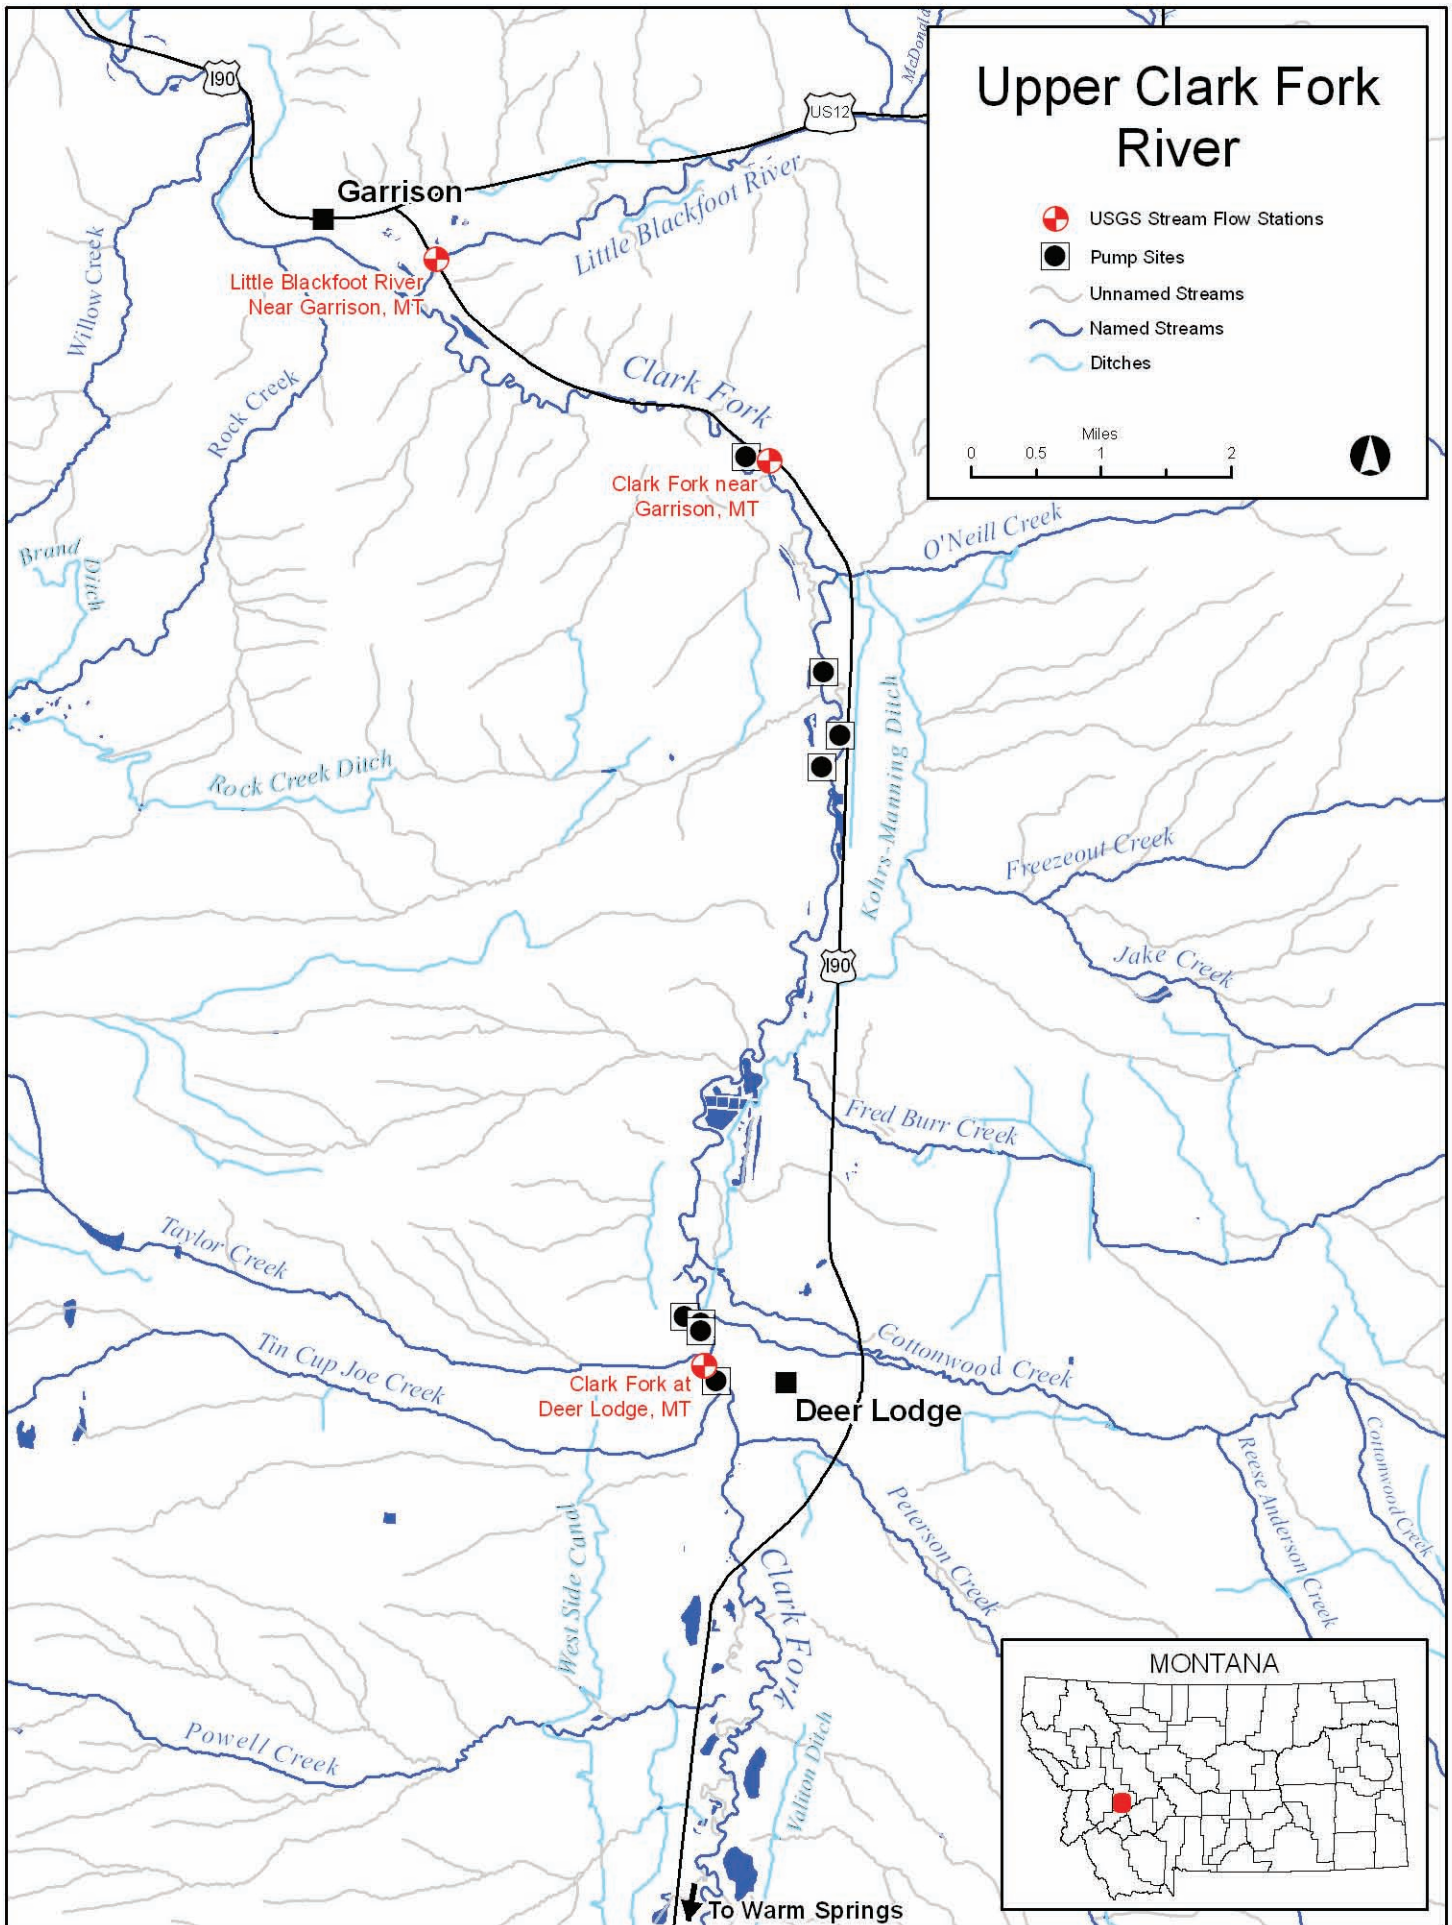 I90
US12
McDonald
Upper Clark Fork
River
USGS Stream Flow Stations
Pump Sites
Unnamed Streams
Named Streams
Ditches
Miles
0 0.5 1 2
Garrison
Little Blackfoot River
Little Blackfoot River
Near Garrison, MT
Willow Creek
Rock Creek
Clark Fork
Clark Fork near
Garrison, MT
O'Neill Creek
Brand
Ditch
Rock Creek Ditch
Kohrs-Manning Ditch
Freezeout Creek
Jake Creek
I90
Fred Burr Creek
Taylor Creek
Tin Cup Joe Creek
Cottonwood Creek
Clark Fork at
Deer Lodge, MT
Deer Lodge
Cottonwood Creek
Reese Anderson Creek
Peterson Creek
West Side Canal
Clark Fork
Powell Creek
Valiton Ditch
MONTANA
To Warm Springs